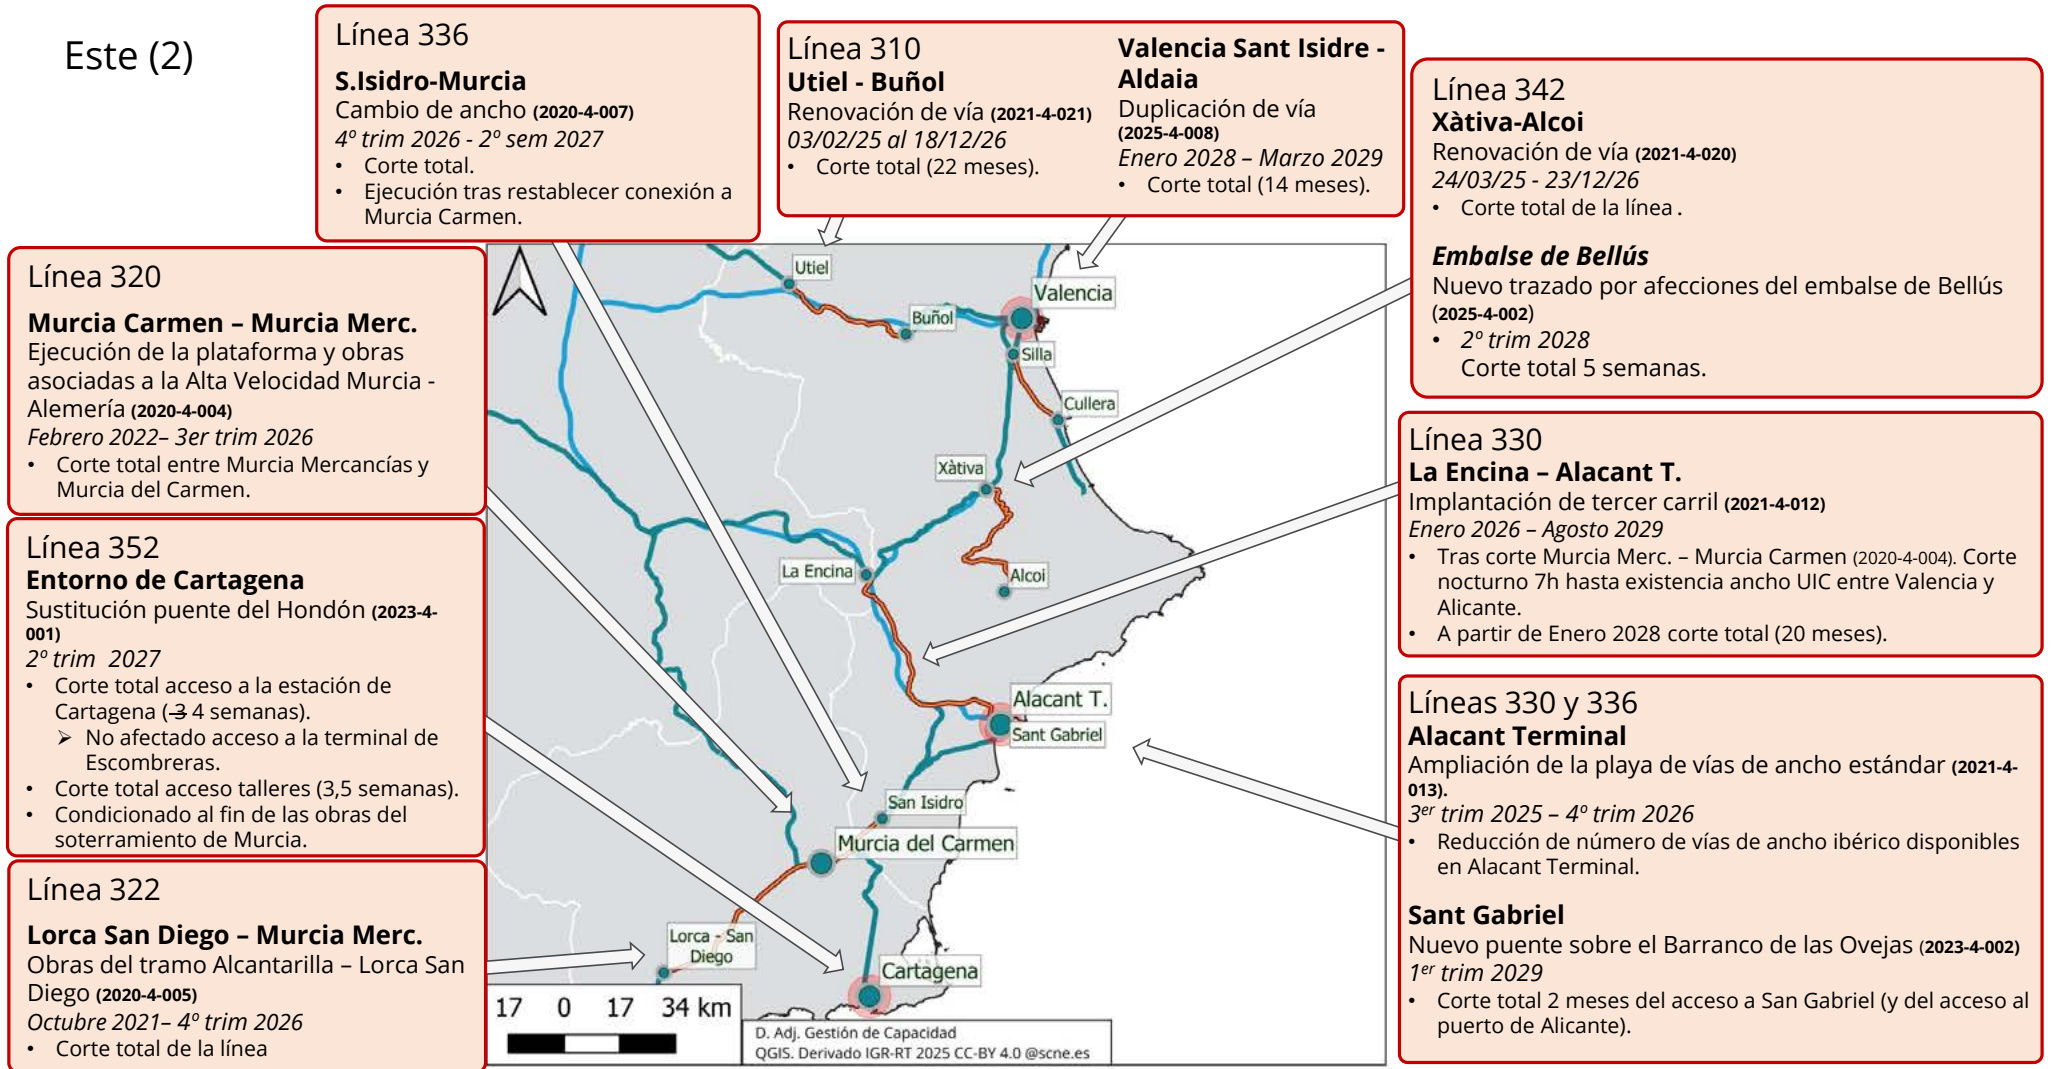 Este (2)
Línea 336
S.Isidro-Murcia
Cambio de ancho (2020-4-007)
4º trim 2026 - 2º sem 2027
• Corte total.
• Ejecución tras restablecer conexión a
Murcia Carmen.
Línea 310
Utiel - Buñol
Renovación de vía (2021-4-021)
03/02/25 al 18/12/26
• Corte total (22 meses).
Valencia Sant Isidre -
Aldaia
Duplicación de vía
(2025-4-008)
Enero 2028 – Marzo 2029
• Corte total (14 meses).
Línea 342
Xàtiva-Alcoi
Renovación de vía (2021-4-020)
24/03/25 - 23/12/26
• Corte total de la línea .
Embalse de Bellús
Nuevo trazado por afecciones del embalse de Bellús
(2025-4-002)
• 2º trim 2028
Corte total 5 semanas.
Línea 320
Murcia Carmen – Murcia Merc.
Ejecución de la plataforma y obras
asociadas a la Alta Velocidad Murcia -
Alemería (2020-4-004)
Febrero 2022– 3er trim 2026
• Corte total entre Murcia Mercancías y
Murcia del Carmen.
Línea 352
Entorno de Cartagena
Sustitución puente del Hondón (2023-4-
001)
2º trim 2027
• Corte total acceso a la estación de
Cartagena (3 4 semanas).
➢ No afectado acceso a la terminal de
Escombreras.
• Corte total acceso talleres (3,5 semanas).
• Condicionado al fin de las obras del
soterramiento de Murcia.
Línea 322
Lorca San Diego – Murcia Merc.
Obras del tramo Alcantarilla – Lorca San
Diego (2020-4-005)
Octubre 2021– 4º trim 2026
• Corte total de la línea
Línea 330
La Encina – Alacant T.
Implantación de tercer carril (2021-4-012)
Enero 2026 – Agosto 2029
• Tras corte Murcia Merc. – Murcia Carmen (2020-4-004). Corte
nocturno 7h hasta existencia ancho UIC entre Valencia y
Alicante.
• A partir de Enero 2028 corte total (20 meses).
Líneas 330 y 336
Alacant Terminal
Ampliación de la playa de vías de ancho estándar (2021-4-
013).
3er trim 2025 – 4º trim 2026
• Reducción de número de vías de ancho ibérico disponibles
en Alacant Terminal.
Sant Gabriel
Nuevo puente sobre el Barranco de las Ovejas (2023-4-002)
1er trim 2029
• Corte total 2 meses del acceso a San Gabriel (y del acceso al
puerto de Alicante).
Utiel
Valencia
Buñol
Silla
Cullera
Xàtiva
La Encina
Alcoi
Alacant T.
Sant Gabriel
San Isidro
Murcia del Carmen
Lorca - San
Diego
Cartagena
17 0 17 34 km
D. Adj. Gestión de Capacidad
QGIS. Derivado IGR-RT 2025 CC-BY 4.0 @scne.es